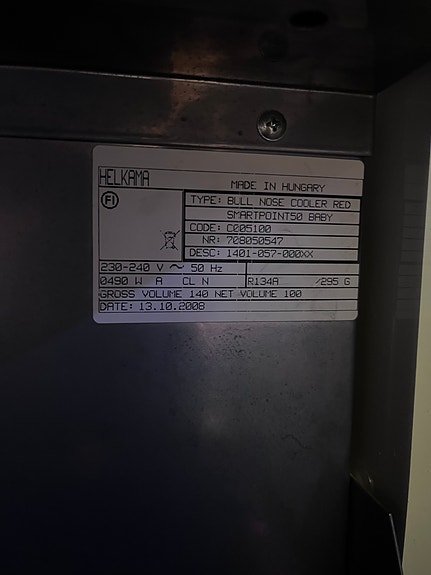 HELKAMA
MADE IN HUNGARY
FI
TYPE: BULL NOSE COOLER RED
SMARTPOINT50 BABY
CODE: C005100
NR: 708050547
DESC: 1401-057-000XX
230-240 V ~ 50 Hz
0490 W A CL N R134A /295 G
GROSS VOLUME 140 NET VOLUME 100
DATE: 13.10.2008